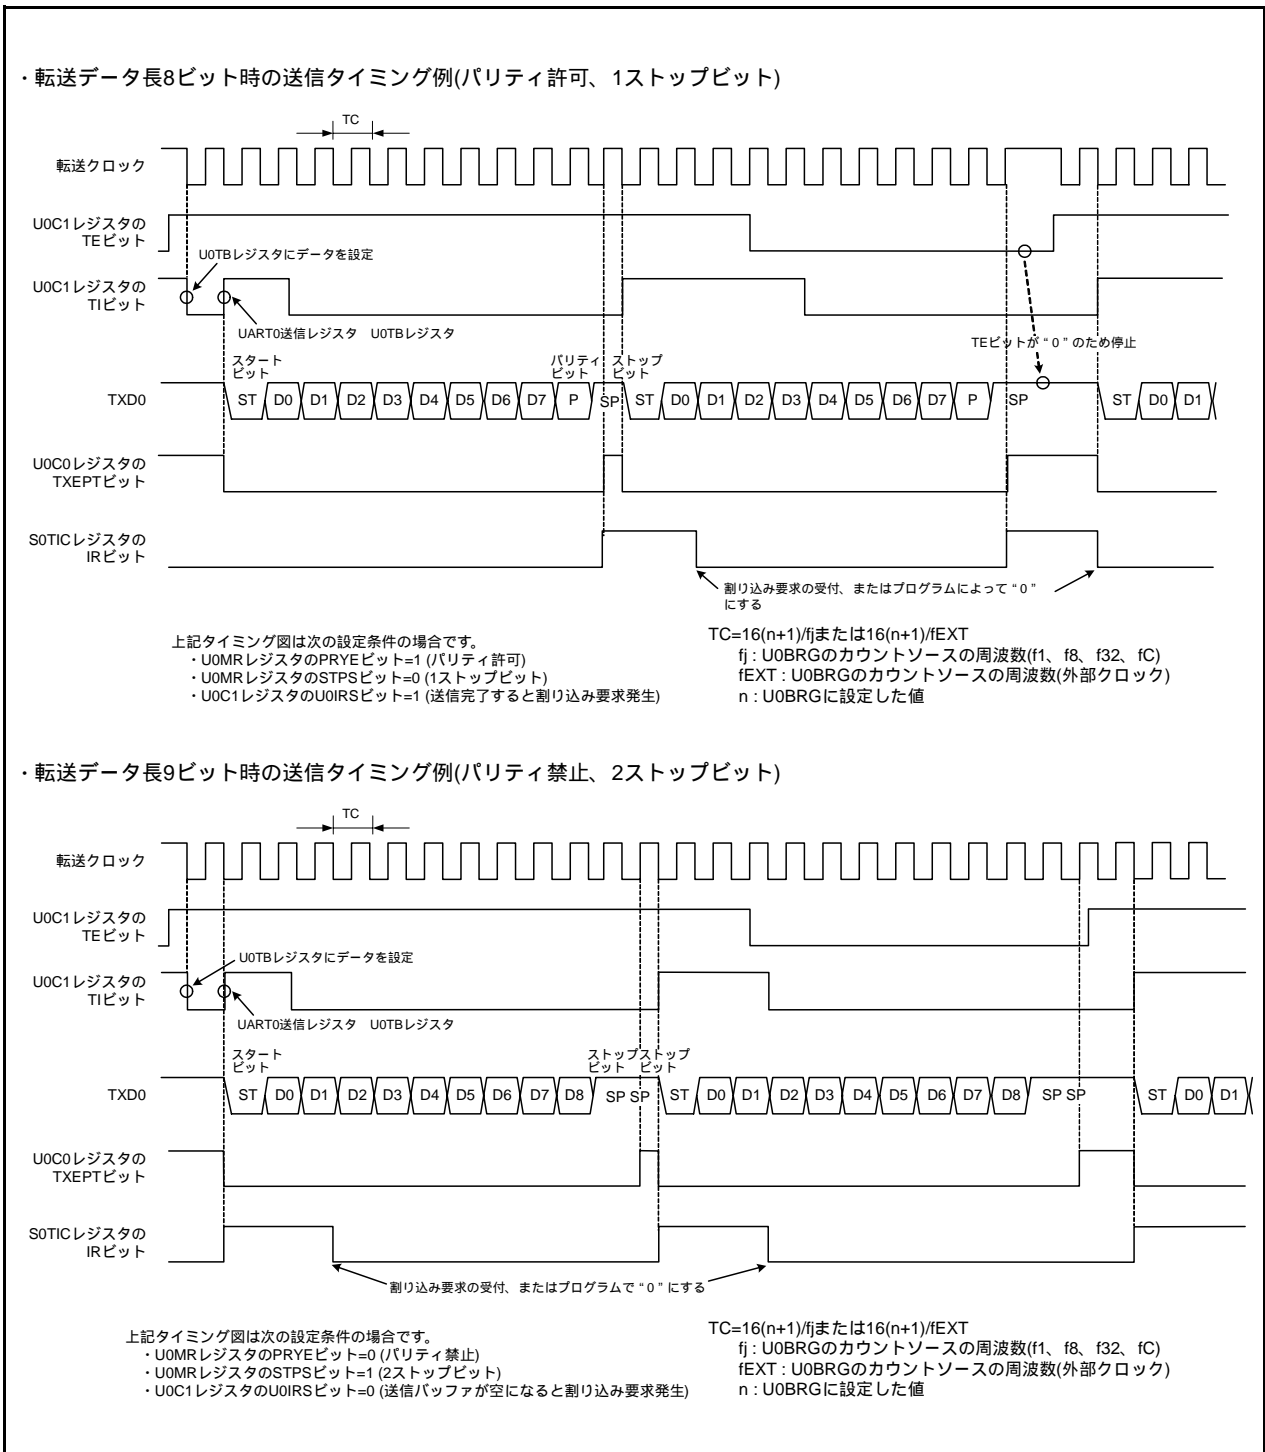 ・転送データ長8ビット時の送信タイミング例(パリティ許可、1ストップビット)
TC
転送クロック
U0C1レジスタの
TEビット
U0TBレジスタにデータを設定
U0C1レジスタの
TIビット
UART0送信レジスタ　U0TBレジスタ
TEビットが“0”のため停止
スタート
ビット
パリティ
ビット
ストップ
ビット
TXD0
ST D0 D1 D2 D3 D4 D5 D6 D7 P SP ST D0 D1 D2 D3 D4 D5 D6 D7 P SP ST D0 D1
U0C0レジスタの
TXEPTビット
S0TICレジスタの
IRビット
割り込み要求の受付、またはプログラムによって“0”
にする
上記タイミング図は次の設定条件の場合です。
・U0MRレジスタのPRYEビット=1 (パリティ許可)
・U0MRレジスタのSTPSビット=0 (1ストップビット)
・U0C1レジスタのU0IRSビット=1 (送信完了すると割り込み要求発生)
TC=16(n+1)/fjまたは16(n+1)/fEXT
fj : U0BRGのカウントソースの周波数(f1、f8、f32、fC)
fEXT : U0BRGのカウントソースの周波数(外部クロック)
n : U0BRGに設定した値
・転送データ長9ビット時の送信タイミング例(パリティ禁止、2ストップビット)
TC
転送クロック
U0C1レジスタの
TEビット
U0TBレジスタにデータを設定
U0C1レジスタの
TIビット
UART0送信レジスタ　U0TBレジスタ
スタート
ビット
ストップ
ビット
ストップ
ビット
TXD0
ST D0 D1 D2 D3 D4 D5 D6 D7 D8 SP SP ST D0 D1 D2 D3 D4 D5 D6 D7 D8 SP SP ST D0 D1
U0C0レジスタの
TXEPTビット
S0TICレジスタの
IRビット
割り込み要求の受付、またはプログラムで“0”にする
上記タイミング図は次の設定条件の場合です。
・U0MRレジスタのPRYEビット=0 (パリティ禁止)
・U0MRレジスタのSTPSビット=1 (2ストップビット)
・U0C1レジスタのU0IRSビット=0 (送信バッファが空になると割り込み要求発生)
TC=16(n+1)/fjまたは16(n+1)/fEXT
fj : U0BRGのカウントソースの周波数(f1、f8、f32、fC)
fEXT : U0BRGのカウントソースの周波数(外部クロック)
n : U0BRGに設定した値